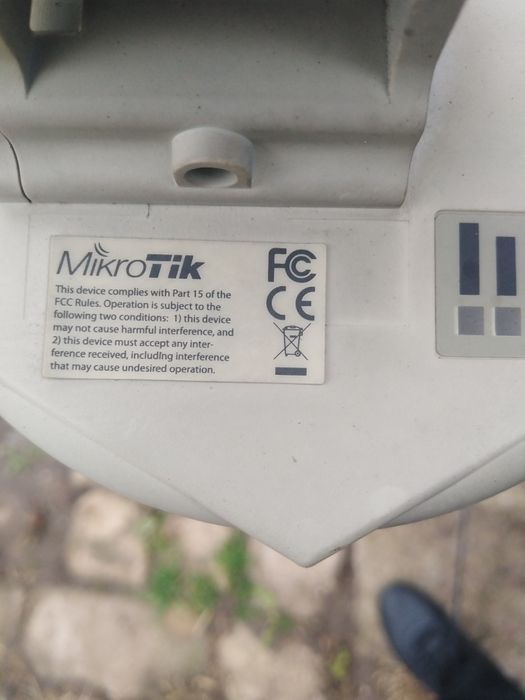 MikroTik
FC
CE
This device complies with Part 15 of the
FCC Rules. Operation is subject to the
following two conditions: 1) this device
may not cause harmful interference, and
2) this device must accept any inter-
ference received, including interference
that may cause undesired operation.